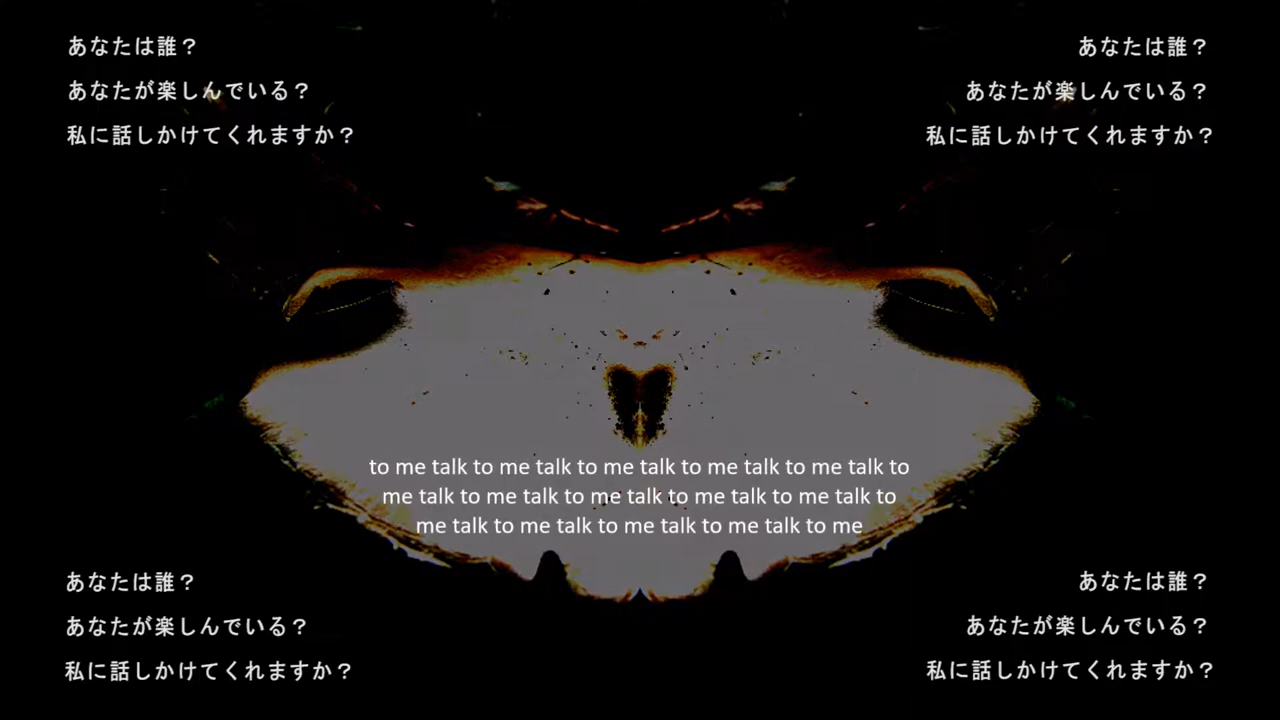 あなたは誰？
あなたが楽しんでいる？
私に話しかけてくれますか？
あなたは誰？
あなたが楽しんでいる？
私に話しかけてくれますか？
to me talk to me talk to me talk to me talk to me talk to
me talk to me talk to me talk to me talk to me talk to
me talk to me talk to me talk to me talk to me
あなたは誰？
あなたが楽しんでいる？
私に話しかけてくれますか？
あなたは誰？
あなたが楽しんでいる？
私に話しかけてくれますか？